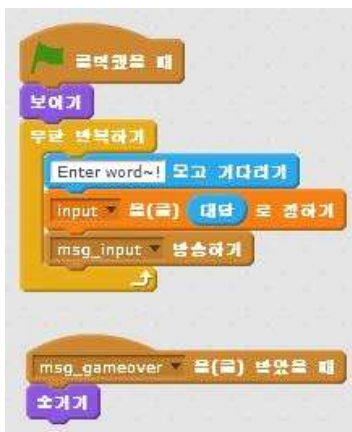 클릭했을 때
보이기
무한 반복하기
Enter word~! 묻고 기다리기
input 을(를) 대답 로 정하기
msg_input 방송하기
msg_gameover 을(를) 받았을 때
숨기기